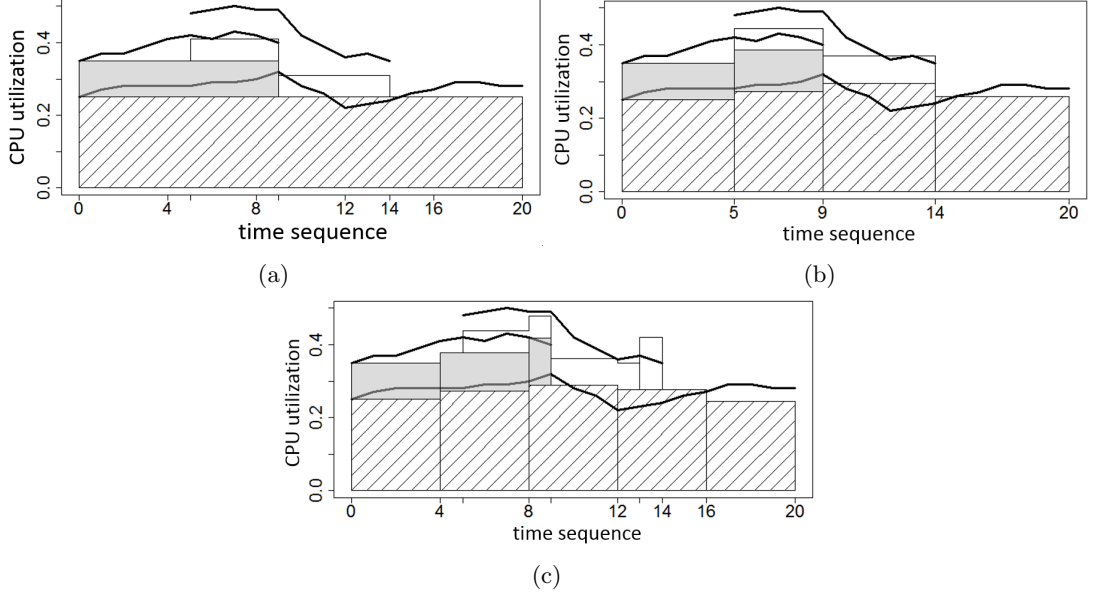 CPU utilization
0.4
0.2
0.0
0 4 8 12 14 16 20
time sequence
(a)
CPU utilization
0.4
0.2
0.0
0 5 9 14 20
time sequence
(b)
CPU utilization
0.4
0.2
0.0
0 4 8 12 14 16 20
time sequence
(c)